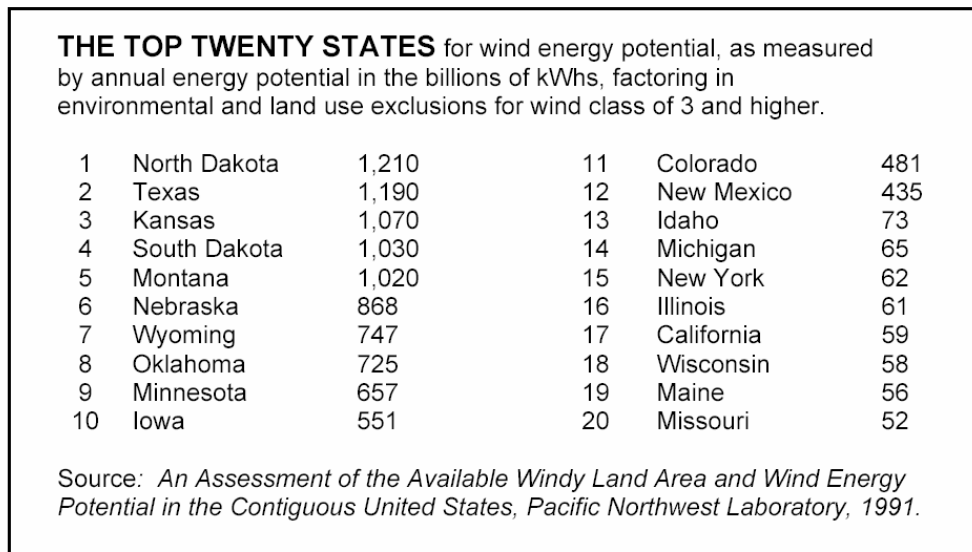 THE TOP TWENTY STATES for wind energy potential, as measured
by annual energy potential in the billions of kWhs, factoring in
environmental and land use exclusions for wind class of 3 and higher.
1 North Dakota 1,210 11 Colorado 481
2 Texas 1,190 12 New Mexico 435
3 Kansas 1,070 13 Idaho 73
4 South Dakota 1,030 14 Michigan 65
5 Montana 1,020 15 New York 62
6 Nebraska 868 16 Illinois 61
7 Wyoming 747 17 California 59
8 Oklahoma 725 18 Wisconsin 58
9 Minnesota 657 19 Maine 56
10 Iowa 551 20 Missouri 52
Source: An Assessment of the Available Windy Land Area and Wind Energy
Potential in the Contiguous United States, Pacific Northwest Laboratory, 1991.